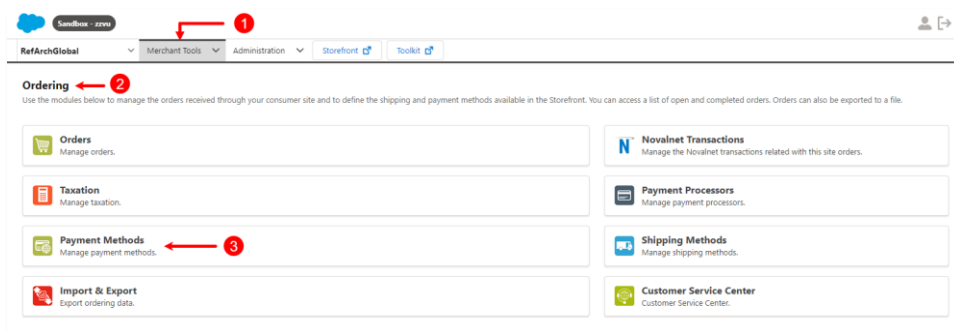 Sandbox - zzvu
1
RefArchGlobal Merchant Tools Administration Storefront Toolkit
Ordering 2
Use the modules below to manage the orders received through your consumer site and to define the shipping and payment methods available in the Storefront. You can access a list of open and completed orders. Orders can also be exported to a file.
Orders
Manage orders.
N Novalnet Transactions
Manage the Novalnet transactions related with this site orders.
Taxation
Manage taxation.
Payment Processors
Manage payment processors.
Payment Methods
Manage payment methods.
3
Shipping Methods
Manage shipping methods.
Import & Export
Export ordering data.
Customer Service Center
Customer Service Center.